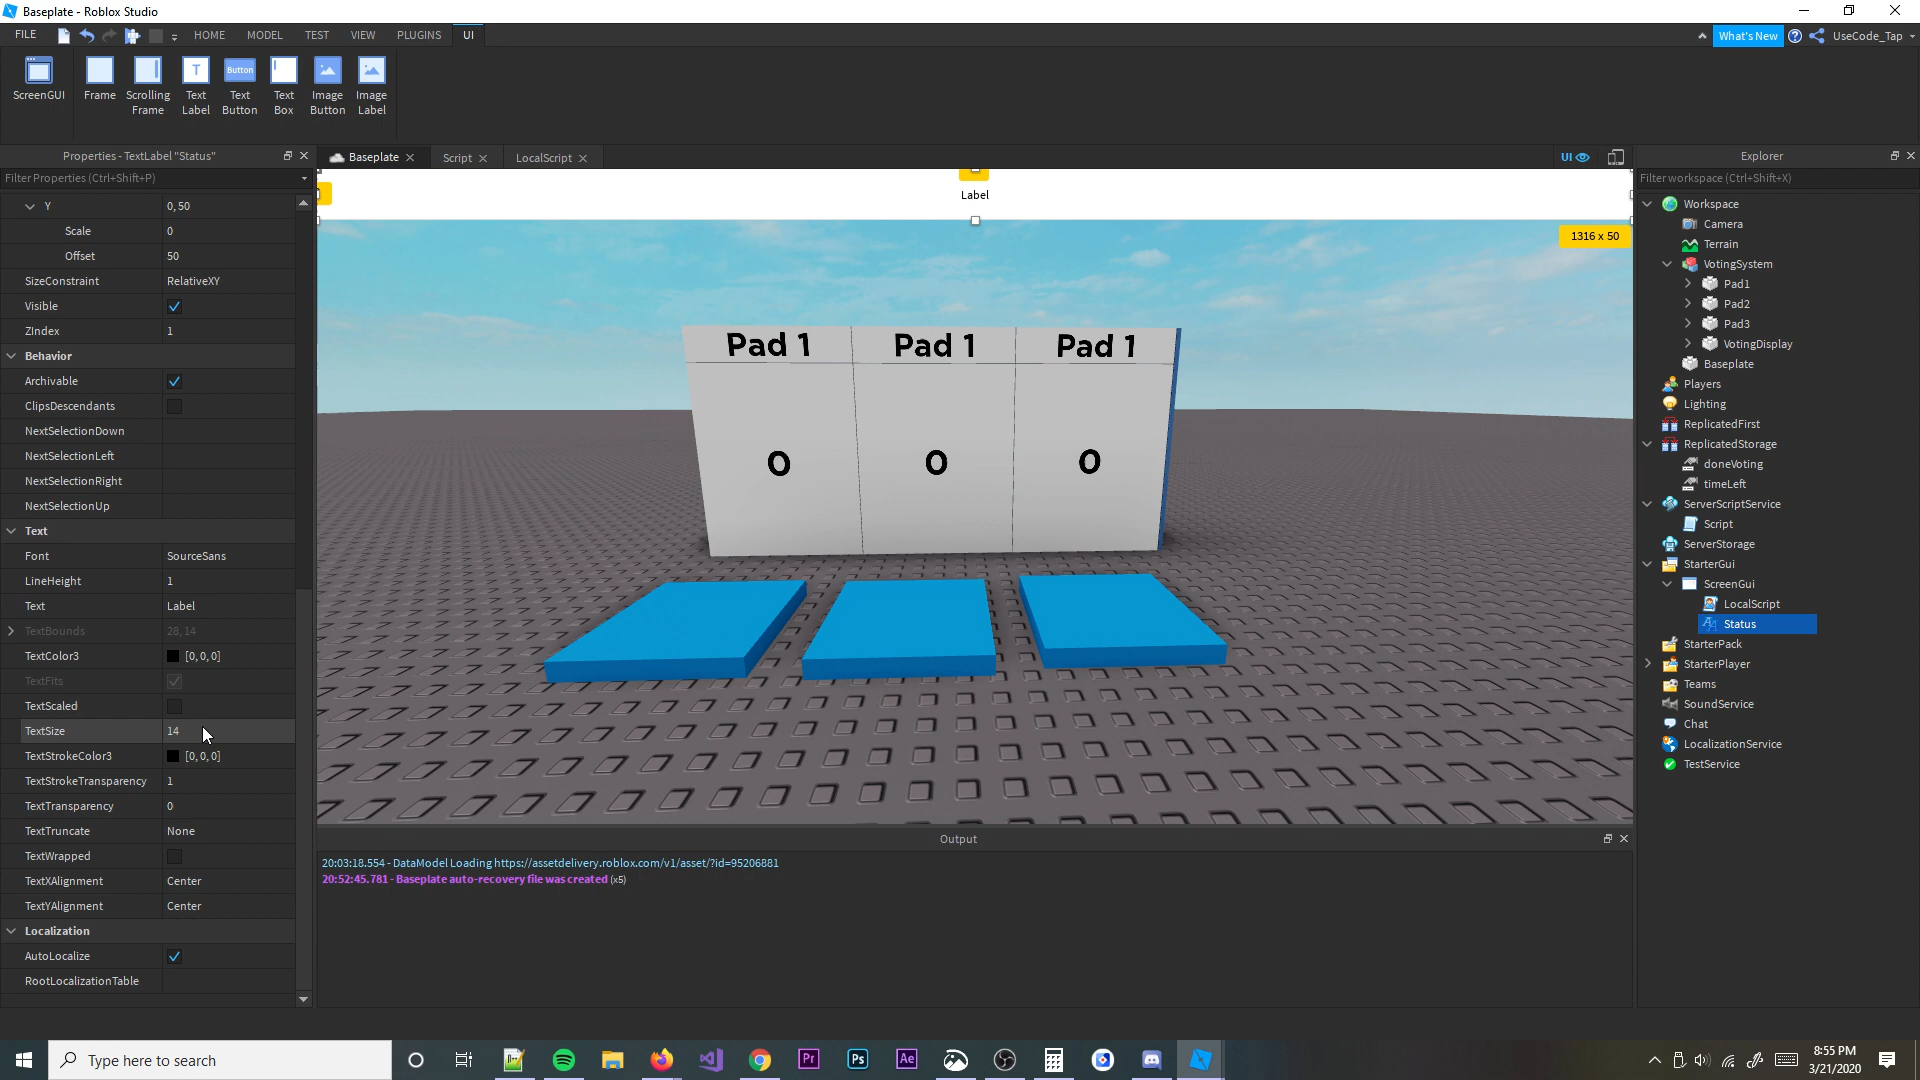 Baseplate - Roblox Studio
FILE HOME MODEL TEST VIEW PLUGINS UI What's New UseCode_Tap
ScreenGUI Frame Scrolling Frame Text Label Button Text Button Text Box Image Button Image Label
Properties - TextLabel "Status"
Filter Properties (Ctrl+Shift+P)
Y 0, 50
Scale 0
Offset 50
SizeConstraint RelativeXY
Visible
ZIndex 1
Behavior
Archivable
ClipsDescendants
NextSelectionDown
NextSelectionLeft
NextSelectionRight
NextSelectionUp
Text
Font SourceSans
LineHeight 1
Text Label
TextBounds 28, 14
TextColor3 [0, 0, 0]
TextFits
TextScaled
TextSize 14
TextStrokeColor3 [0, 0, 0]
TextStrokeTransparency 1
TextTransparency 0
TextTruncate None
TextWrapped
TextXAlignment Center
TextYAlignment Center
Localization
AutoLocalize
RootLocalizationTable
Baseplate Script LocalScript UI
Label
1316 x 50
Pad 1 Pad 1 Pad 1
0 0 0
Output
20:03:18.554 - DataModel Loading https://assetdelivery.roblox.com/v1/asset/?id=95206881
20:52:45.781 - Baseplate auto-recovery file was created (x5)
Explorer
Filter workspace (Ctrl+Shift+X)
Workspace
Camera
Terrain
VotingSystem
Pad1
Pad2
Pad3
VotingDisplay
Baseplate
Players
Lighting
ReplicatedFirst
ReplicatedStorage
doneVoting
timeLeft
ServerScriptService
Script
ServerStorage
StarterGui
ScreenGui
LocalScript
Status
StarterPack
StarterPlayer
Teams
SoundService
Chat
LocalizationService
TestService
Type here to search
Pr Ps Ae
8:55 PM
3/21/2020